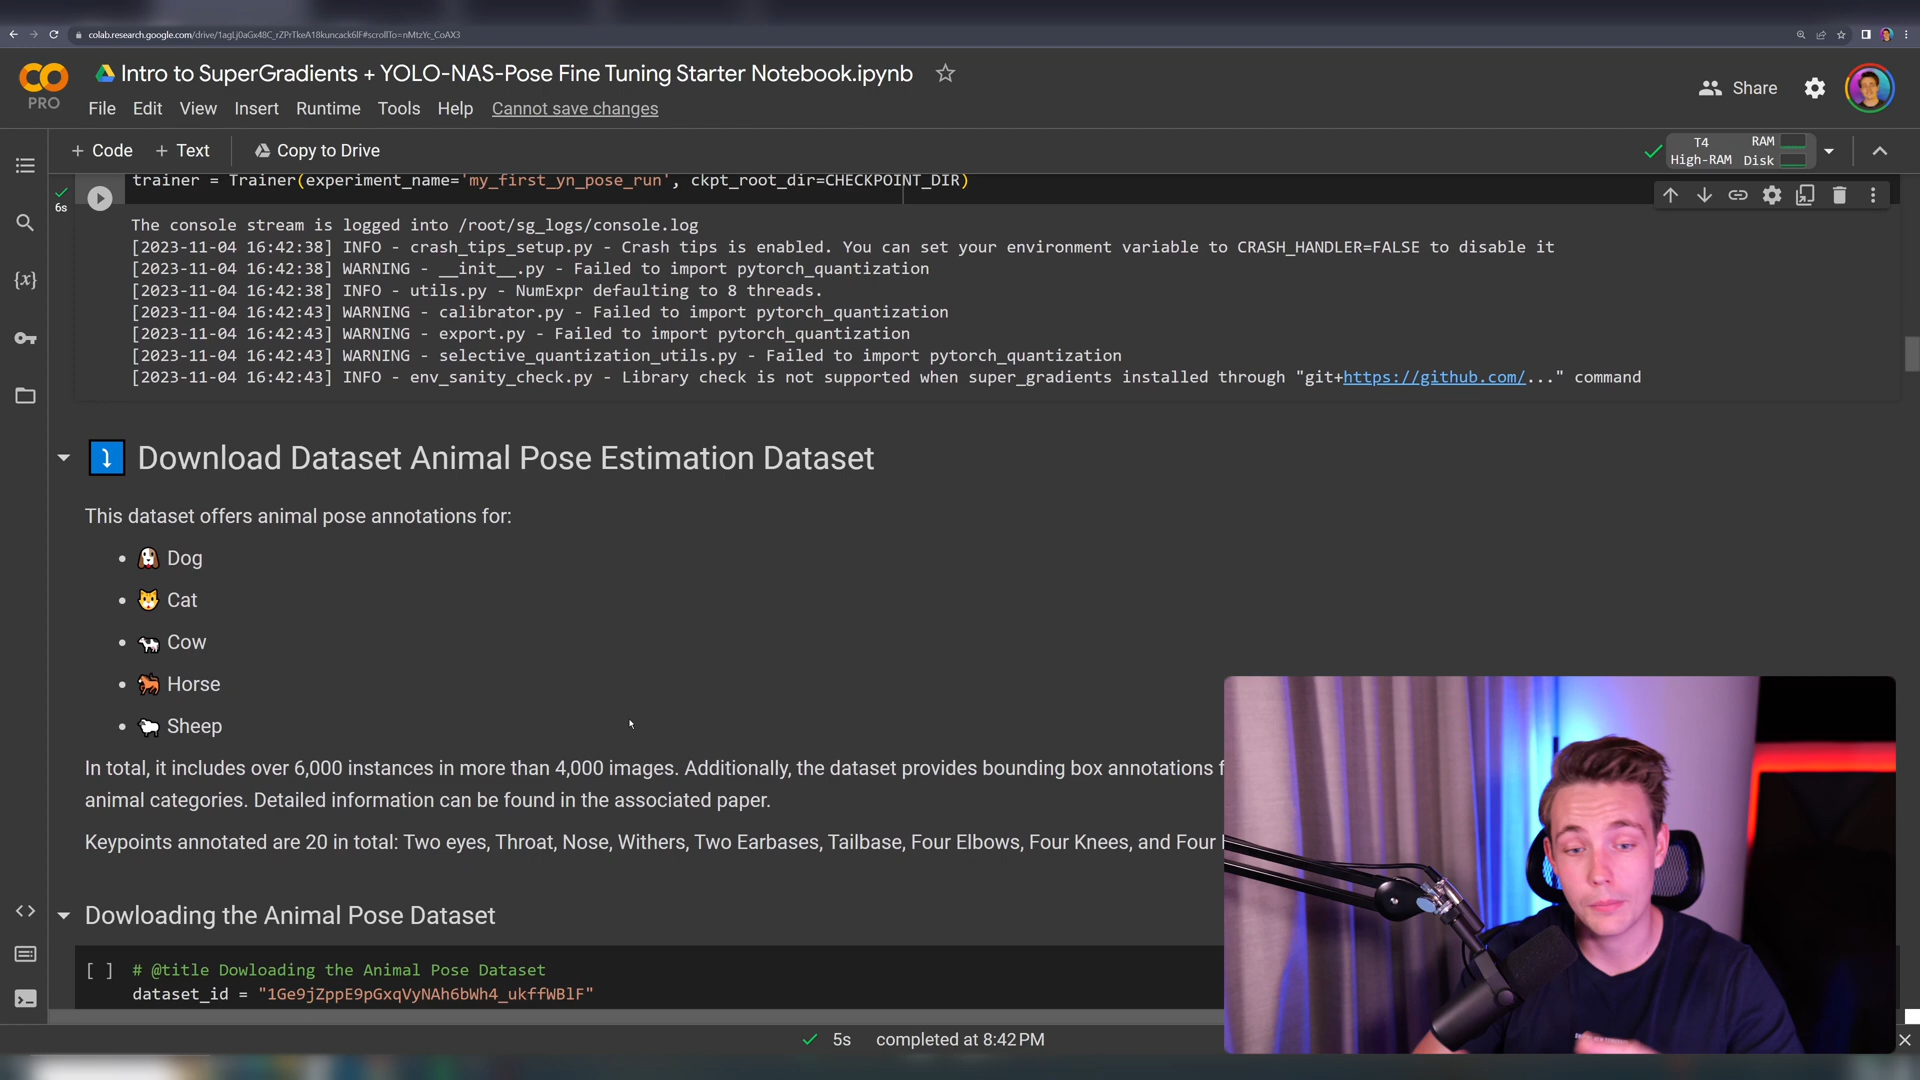 colab.research.google.com/drive/1agLj0aGx48C_rZPrTkeA18kuncack6lF#scrollTo=nMtzYc_CoAX3
PRO
Intro to SuperGradients + YOLO-NAS-Pose Fine Tuning Starter Notebook.ipynb
File Edit View Insert Runtime Tools Help Cannot save changes
Share
+ Code + Text Copy to Drive
T4 High-RAM RAM Disk
trainer = Trainer(experiment_name='my_first_yn_pose_run', ckpt_root_dir=CHECKPOINT_DIR)
6s
The console stream is logged into /root/sg_logs/console.log
[2023-11-04 16:42:38] INFO - crash_tips_setup.py - Crash tips is enabled. You can set your environment variable to CRASH_HANDLER=FALSE to disable it
[2023-11-04 16:42:38] WARNING - __init__.py - Failed to import pytorch_quantization
[2023-11-04 16:42:38] INFO - utils.py - NumExpr defaulting to 8 threads.
[2023-11-04 16:42:43] WARNING - calibrator.py - Failed to import pytorch_quantization
[2023-11-04 16:42:43] WARNING - export.py - Failed to import pytorch_quantization
[2023-11-04 16:42:43] WARNING - selective_quantization_utils.py - Failed to import pytorch_quantization
[2023-11-04 16:42:43] INFO - env_sanity_check.py - Library check is not supported when super_gradients installed through "git+https://github.com/..." command
Download Dataset Animal Pose Estimation Dataset
This dataset offers animal pose annotations for:
• Dog
• Cat
• Cow
• Horse
• Sheep
In total, it includes over 6,000 instances in more than 4,000 images. Additionally, the dataset provides bounding box annotations
animal categories. Detailed information can be found in the associated paper.
Keypoints annotated are 20 in total: Two eyes, Throat, Nose, Withers, Two Earbases, Tailbase, Four Elbows, Four Knees, and Four
Dowloading the Animal Pose Dataset
[ ] # @title Dowloading the Animal Pose Dataset
dataset_id = "1Ge9jZppE9pGxqVyNAh6bWh4_ukffWBlF"
5s completed at 8:42 PM